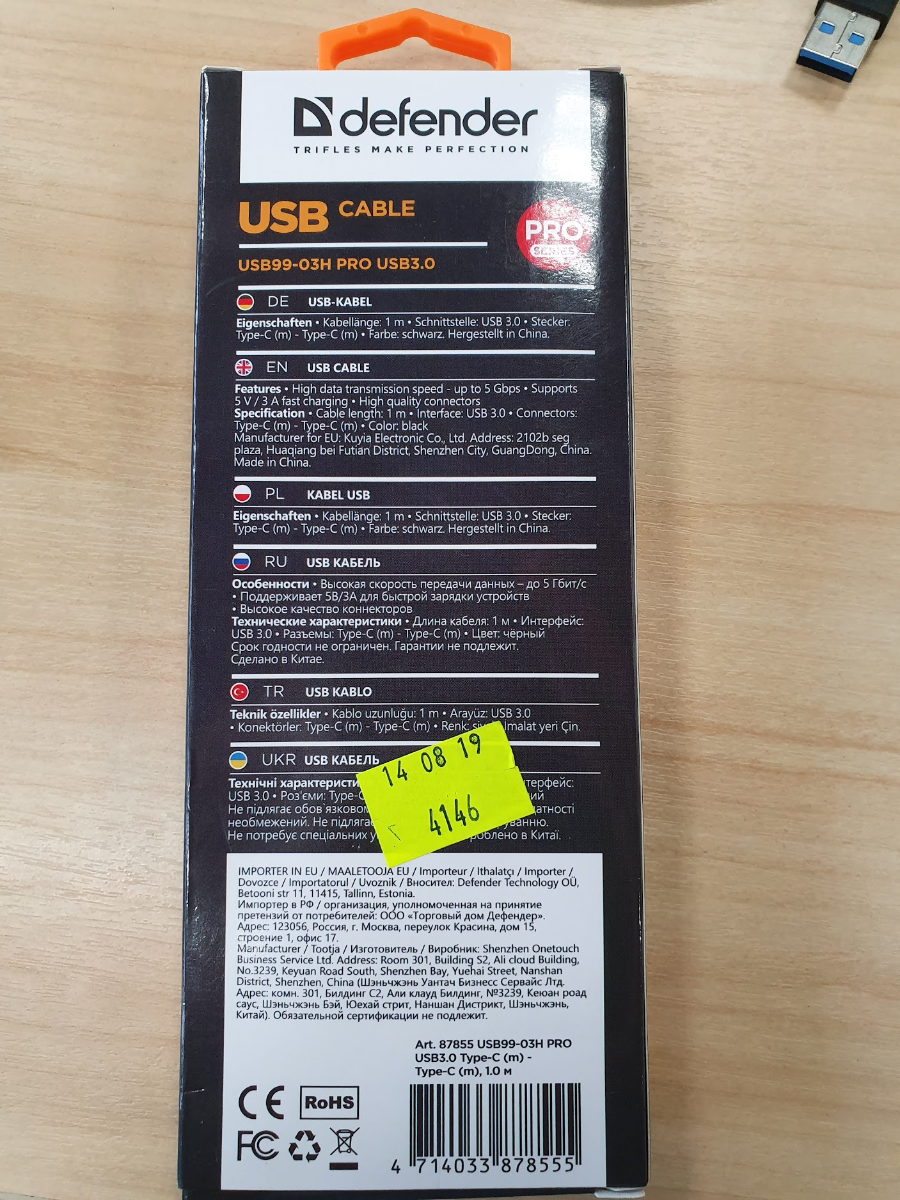 defender
TRIFLES MAKE PERFECTION
USB CABLE
PRO
SERIES
USB99-03H PRO USB3.0
DE USB-KABEL
Eigenschaften • Kabellänge: 1 m • Schnittstelle: USB 3.0 • Stecker:
Type-C (m) - Type-C (m) • Farbe: schwarz. Hergestellt in China.
EN USB CABLE
Features • High data transmission speed - up to 5 Gbps • Supports
5 V / 3 A fast charging • High quality connectors
Specification • Cable length: 1 m • Interface: USB 3.0 • Connectors:
Type-C (m) - Type-C (m) • Color: black
Manufacturer for EU: Kuyia Electronic Co., Ltd. Address: 2102b seg
plaza, Huaqiang bei Futian District, Shenzhen City, GuangDong, China.
Made in China.
PL KABEL USB
Eigenschaften • Kabellänge: 1 m • Schnittstelle: USB 3.0 • Stecker:
Type-C (m) - Type-C (m) • Farbe: schwarz. Hergestellt in China.
RU USB КАБЕЛЬ
Особенности • Высокая скорость передачи данных – до 5 Гбит/с
• Поддерживает 5В/3А для быстрой зарядки устройств
• Высокое качество коннекторов
Технические характеристики • Длина кабеля: 1 м • Интерфейс:
USB 3.0 • Разъемы: Type-C (m) - Type-C (m) • Цвет: чёрный
Срок годности не ограничен. Гарантии не подлежит.
Сделано в Китае.
TR USB KABLO
Teknik özellikler • Kablo uzunluğu: 1 m • Arayüz: USB 3.0
• Konektörler: Type-C (m) - Type-C (m) • Renk: Imalmat yeri Çin.
UKR USB КАБЕЛЬ
14 08 19
4146
Технічні
USB 3.0 • Роз'єми:
Не підлягає
необмежений. Не
Не потребує спеціальних в Китаї.
IMPORTER IN EU / MAALETOOJA EU / Importeur / Ithalatçı / Importer /
Dovozce / Importatorul / Uvoznik / Вносител: Defender Technology OÜ,
Betooni str 11, 11415, Tallinn, Estonia.
Импортер в РФ / организация, уполномоченная на принятие
претензий от потребителей: ООО «Торговый дом Дефендер».
Адрес: 123056, Россия, г. Москва, переулок Красина, дом 15,
строение 1, офис 17.
Manufacturer / Tootja / Изготовитель / Виробник: Shenzhen Onetouch
Business Service Ltd. Address: Room 301, Building S2, Ali cloud Building,
No.3239, Keyuan Road South, Shenzhen Bay, Yuehai Street, Nanshan
District, Shenzhen, China (Шэньчжэнь Уантач Бизнесс Сервайс Лтд.
Адрес: комн. 301, Билдинг С2, Али клауд Билдинг, №3239, Кеюан роад
саус, Шэньчжэнь Бэй, Юехай стрит, Наншан Дистрикт, Шэньчжэнь,
Китай). Обязательной сертификации не подлежит.
Art. 87855 USB99-03H PRO
USB3.0 Type-C (m) -
Type-C (m), 1.0 м
CE RoHS
FC
4 714033 878555